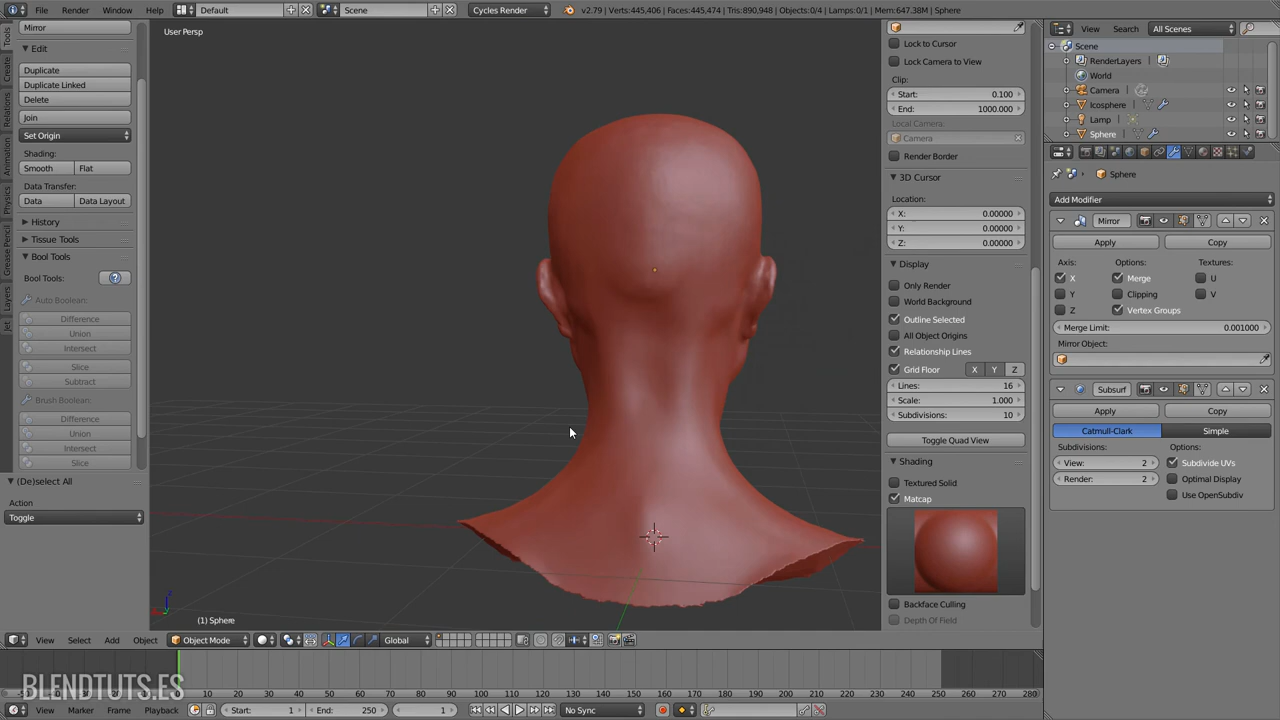 File Render Window Help Default Scene Cycles Render v2.79 | Verts:445,406 | Faces:445,474 | Tris:890,948 | Objects:0/4 | Lamps:0/1 | Mem:647.38M | Sphere
Tools
Create
Relations
Animation
Physics
Grease Pencil
Layers
Jet
Mirror
Edit
Duplicate
Duplicate Linked
Delete
Join
Set Origin
Shading:
Smooth Flat
Data Transfer:
Data Data Layout
History
Tissue Tools
Bool Tools
Bool Tools:
Auto Boolean:
Difference
Union
Intersect
Slice
Subtract
Brush Boolean:
Difference
Union
Intersect
Slice
(De)select All
Action
Toggle
User Persp
(1) Sphere
Lock to Cursor
Lock Camera to View
Clip:
Start: 0.100
End: 1000.000
Local Camera:
Camera
Render Border
3D Cursor
Location:
X: 0.00000
Y: 0.00000
Z: 0.00000
Display
Only Render
World Background
Outline Selected
All Object Origins
Relationship Lines
Grid Floor X Y Z
Lines: 16
Scale: 1.000
Subdivisions: 10
Toggle Quad View
Shading
Textured Solid
Matcap
Backface Culling
Depth Of Field
View Search All Scenes
Scene
RenderLayers
World
Camera
Icosphere
Lamp
Sphere
Sphere
Add Modifier
Mirror
Apply Copy
Axis: Options: Textures:
X Merge U
Y Clipping V
Z Vertex Groups
Merge Limit: 0.001000
Mirror Object:
Subsurf
Apply Copy
Catmull-Clark Simple
Subdivisions: Options:
View: 2 Subdivide UVs
Render: 2 Optimal Display
Use OpenSubdiv
View Select Add Object Object Mode Global
BLENDTUTS.ES
10 20 30 40 50 60 70 80 90 100 110 120 130 140 150 160 170 180 190 200 210 220 230 240 250 260 270 280
View Marker Frame Playback Start: 1 End: 250 1 No Sync